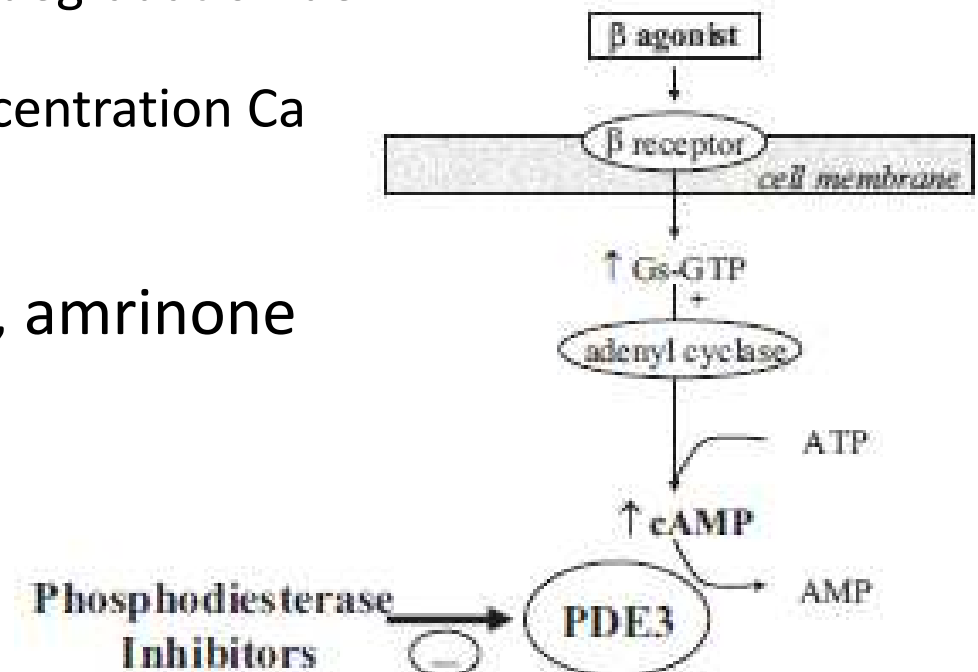 centration Ca
, amrinone
β agonist
β receptor
cell membrane
↑ Gs-GTP
+
adenyl cyclase
ATP
↑ cAMP
AMP
Phosphodiesterase
Inhibitors
PDE3